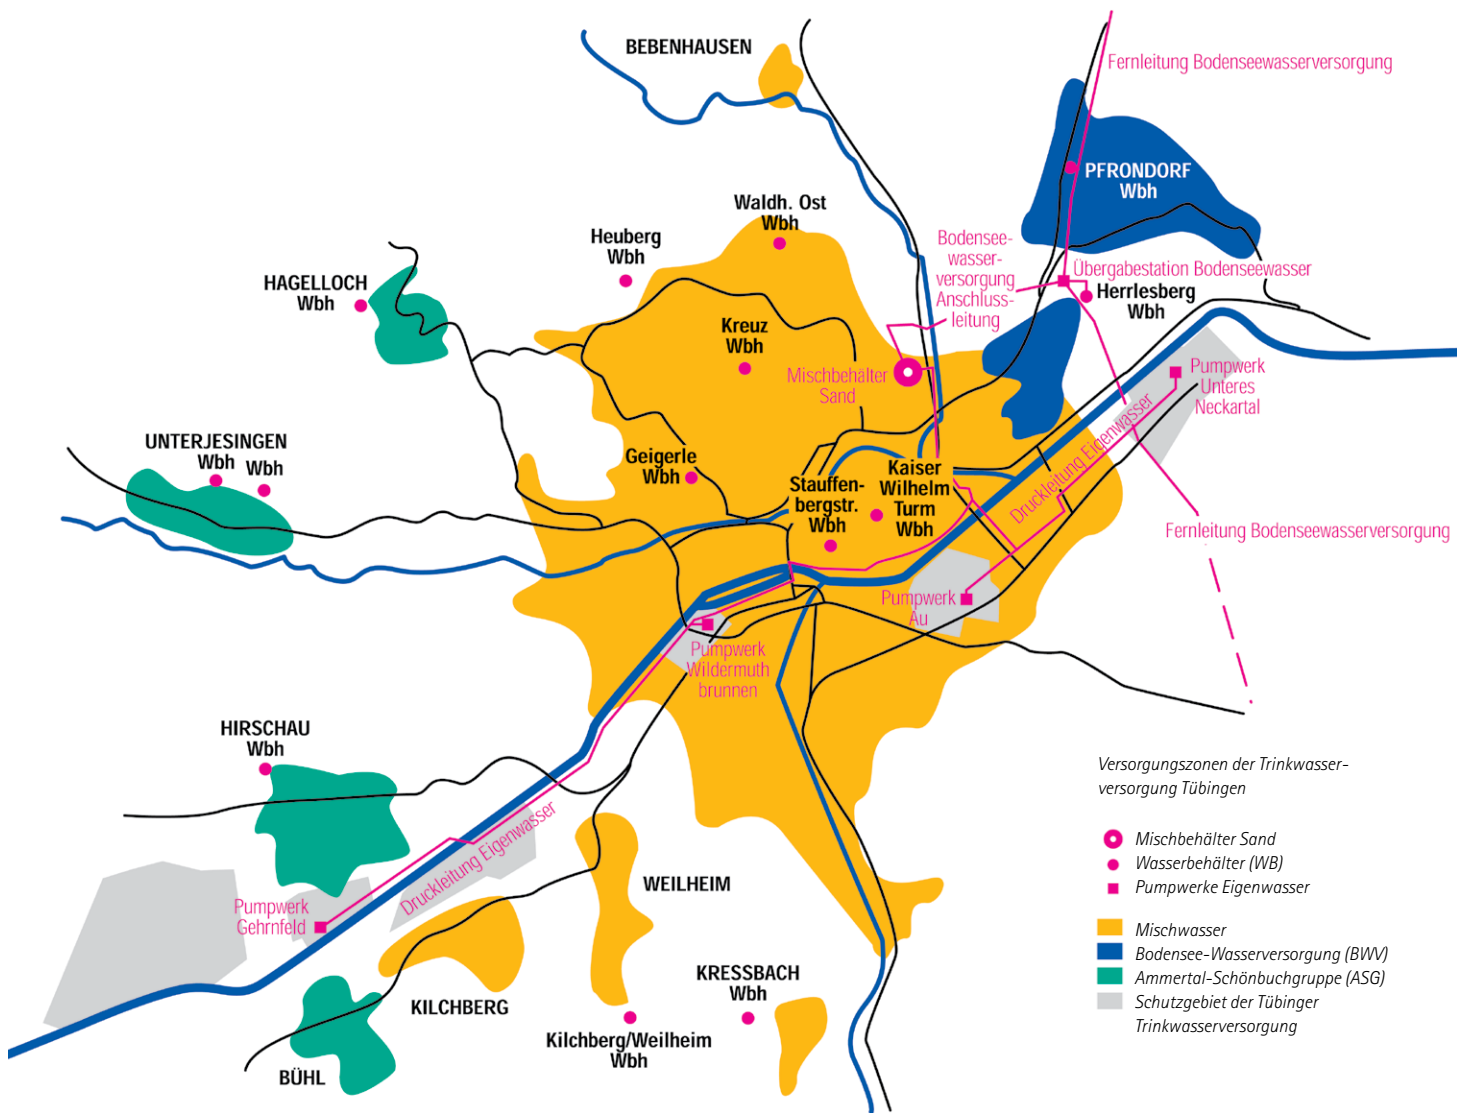 BEBENHAUSEN
Fernleitung Bodenseewasserversorgung
PFRONDORF
Wbh
Waldh. Ost
Wbh
Heuberg
Wbh
Bodensee-
wasser-
versorgung
Anschluss-
leitung
Übergabestation Bodenseewasser
Herrlesberg
Wbh
HAGELLOCH
Wbh
Kreuz
Wbh
Mischbehälter
Sand
Pumpwerk
Unteres
Neckartal
Druckleitung Eigenwasser
UNTERJESINGEN
Wbh
Wbh
Geigerle
Wbh
Stauffen-
bergstr.
Wbh
Kaiser
Wilhelm
Turm
Wbh
Fernleitung Bodenseewasserversorgung
Pumpwerk
Au
Pumpwerk
Wildermuth
brunnen
HIRSCHAU
Wbh
Druckleitung Eigenwasser
Pumpwerk
Gehrnfeld
WEILHEIM
KILCHBERG
KRESSBACH
Wbh
Kilchberg/Weilheim
Wbh
BÜHL
Versorgungszonen der Trinkwasser-
versorgung Tübingen
Mischbehälter Sand
Wasserbehälter (WB)
Pumpwerke Eigenwasser
Mischwasser
Bodensee-Wasserversorgung (BWV)
Ammertal-Schönbuchgruppe (ASG)
Schutzgebiet der Tübinger
Trinkwasserversorgung